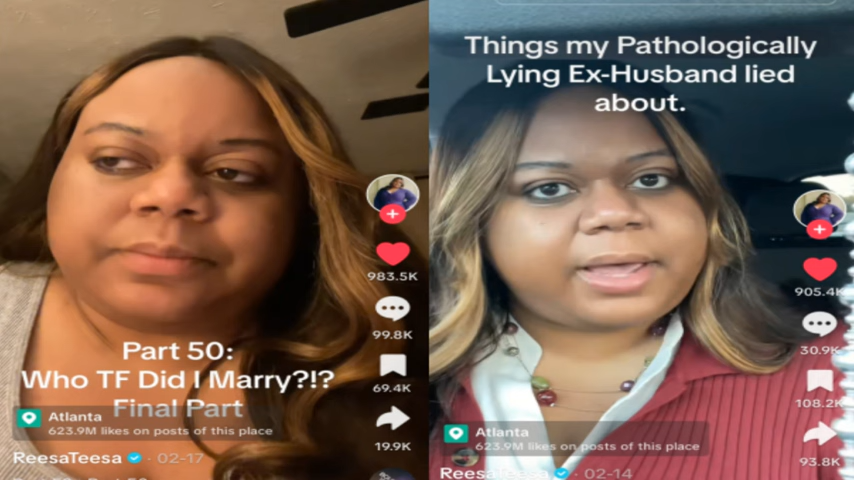 Part 50:
Who TF Did I Marry?!?
Final Part
983.5K
99.8K
69.4K
19.9K
Atlanta
623.9M likes on posts of this place
ReesaTeesa · 02-17
Things my Pathologically
Lying Ex-Husband lied
about.
905.4K
30.9K
108.2K
93.8K
Atlanta
623.9M likes on posts of this place
ReesaTeesa · 02-14